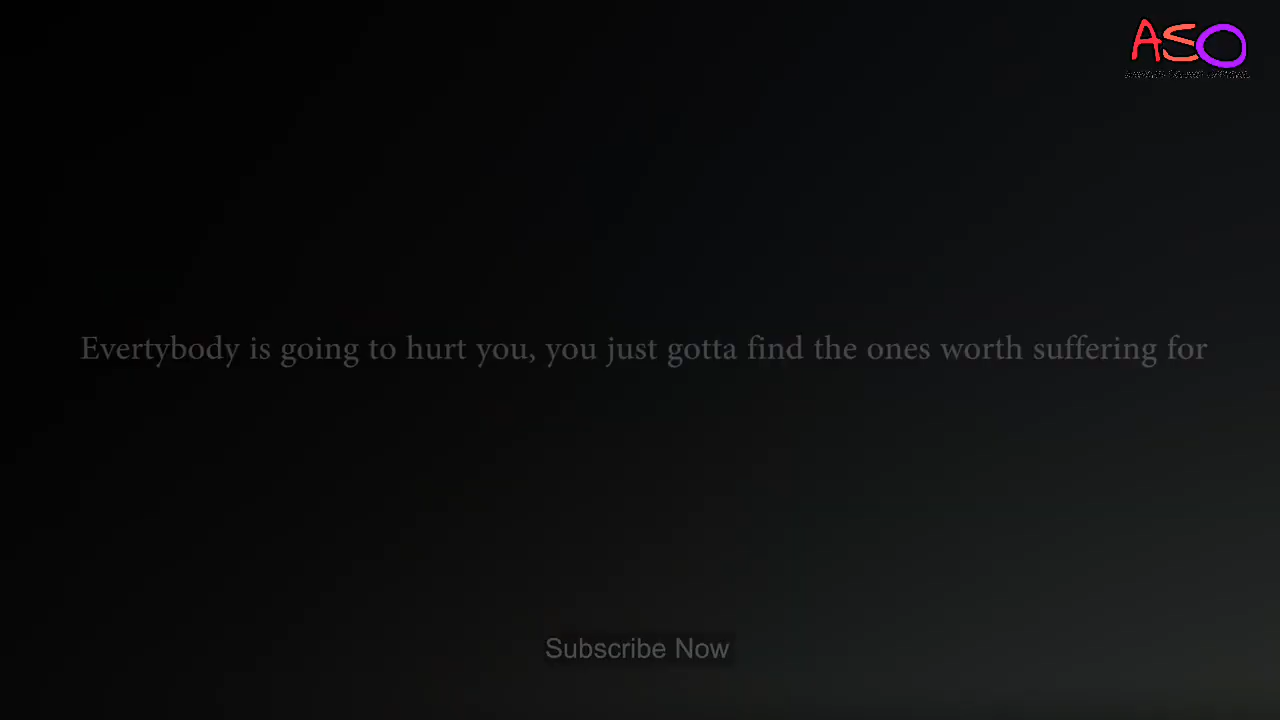 ASO
Evertybody is going to hurt you, you just gotta find the ones worth suffering for
Subscribe Now